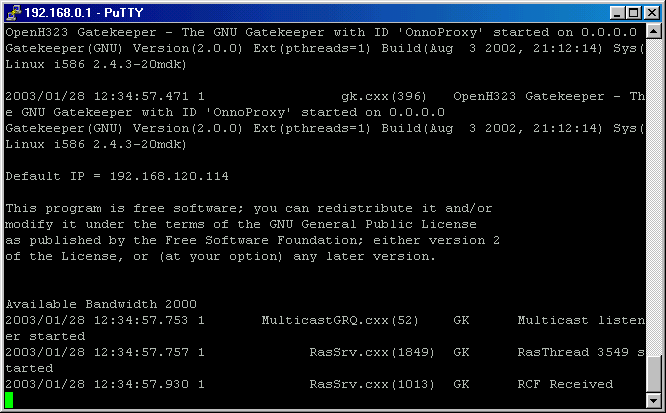 192.168.0.1 - PuTTY
OpenH323 Gatekeeper - The GNU Gatekeeper with ID 'OnnoProxy' started on 0.0.0.0
Gatekeeper(GNU) Version(2.0.0) Ext(pthreads=1) Build(Aug  3 2002, 21:12:14) Sys(
Linux i586 2.4.3-20mdk)
2003/01/28 12:34:57.471 1               gk.cxx(396)   OpenH323 Gatekeeper - Th
e GNU Gatekeeper with ID 'OnnoProxy' started on 0.0.0.0
Gatekeeper(GNU) Version(2.0.0) Ext(pthreads=1) Build(Aug  3 2002, 21:12:14) Sys(
Linux i586 2.4.3-20mdk)
Default IP = 192.168.120.114
This program is free software; you can redistribute it and/or
modify it under the terms of the GNU General Public License
as published by the Free Software Foundation; either version 2
of the License, or (at your option) any later version.
Available Bandwidth 2000
2003/01/28 12:34:57.753 1      MulticastGRQ.cxx(52)    GK      Multicast listen
er started
2003/01/28 12:34:57.757 1            RasSrv.cxx(1849)  GK      RasThread 3549 s
tarted
2003/01/28 12:34:57.930 1            RasSrv.cxx(1013)  GK      RCF Received